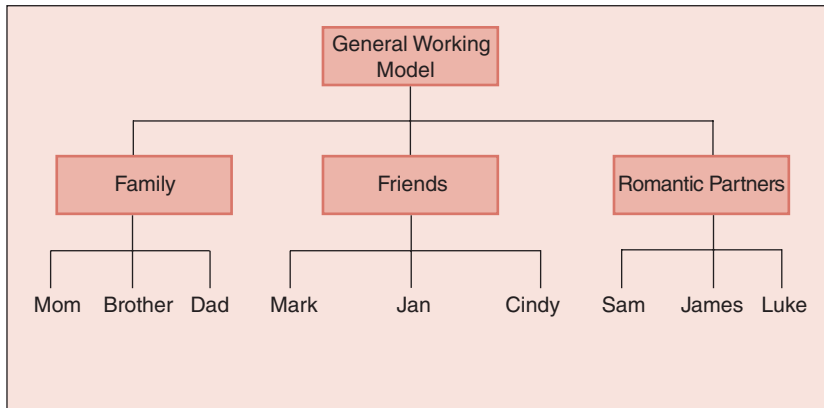 General Working
Model
Family
Friends
Romantic Partners
Mom
Brother
Dad
Mark
Jan
Cindy
Sam
James
Luke